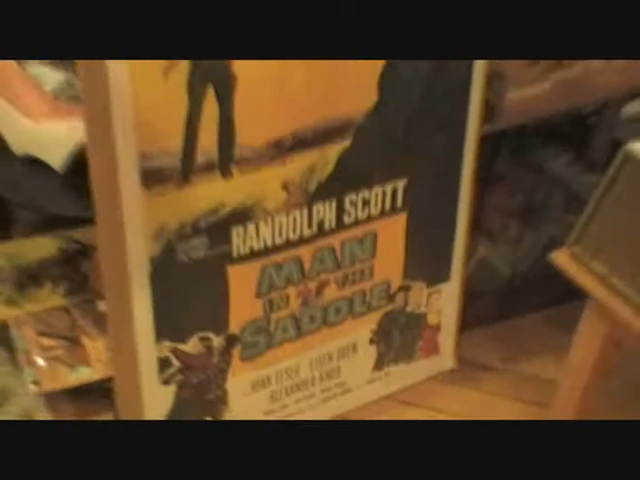 RANDOLPH SCOTT
MAN
IN THE
SADDLE
JOAN LESLIE · ELLEN DREW
ALEXANDER KNOX